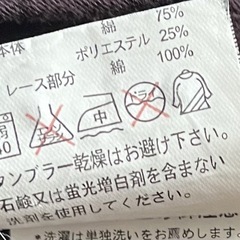 綿 75%
本体 ポリエステル 25%
レース部分 綿 100%
中
ドライ
タンブラー乾燥はお避け下さい。
石鹸又は蛍光増白剤を含まない
洗剤を使用してください。
・洗濯は単独洗いをお薦めします。